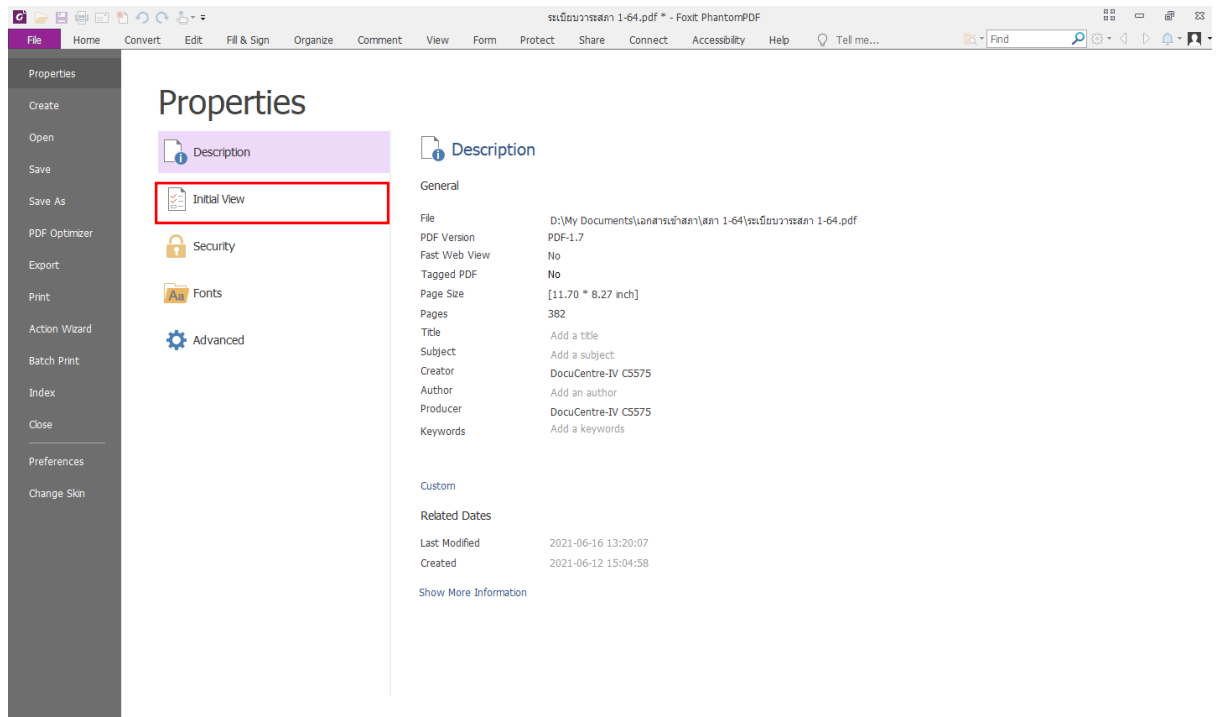 ระเบียบวาระสภา 1-64.pdf * - Foxit PhantomPDF
File Home Convert Edit Fill & Sign Organize Comment View Form Protect Share Connect Accessibility Help Tell me... Find
Properties
Create
Open
Save
Save As
PDF Optimizer
Export
Print
Action Wizard
Batch Print
Index
Close
Preferences
Change Skin
Properties
Description
Initial View
Security
Aa Fonts
Advanced
Description
General
File D:\My Documents\เอกสารเข้าสภา\สภา 1-64\ระเบียบวาระสภา 1-64.pdf
PDF Version PDF-1.7
Fast Web View No
Tagged PDF No
Page Size [11.70 * 8.27 inch]
Pages 382
Title Add a title
Subject Add a subject
Creator DocuCentre-IV C5575
Author Add an author
Producer DocuCentre-IV C5575
Keywords Add a keywords
Custom
Related Dates
Last Modified 2021-06-16 13:20:07
Created 2021-06-12 15:04:58
Show More Information